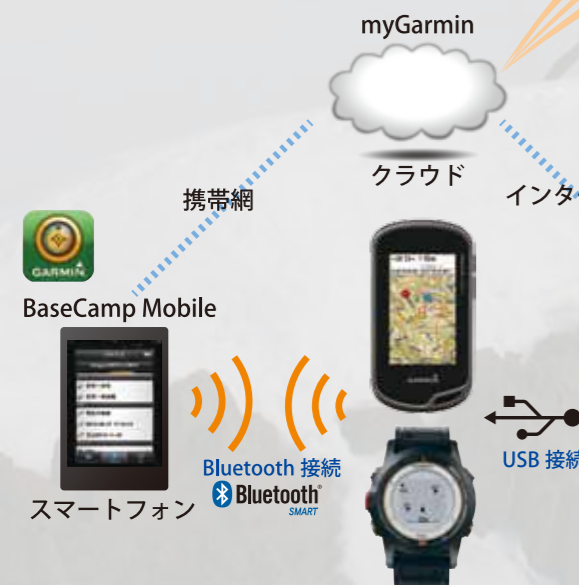 myGarmin
クラウド
携帯網
インタ
GARMIN
BaseCamp Mobile
Bluetooth 接続
Bluetooth
SMART
USB 接続
スマートフォン